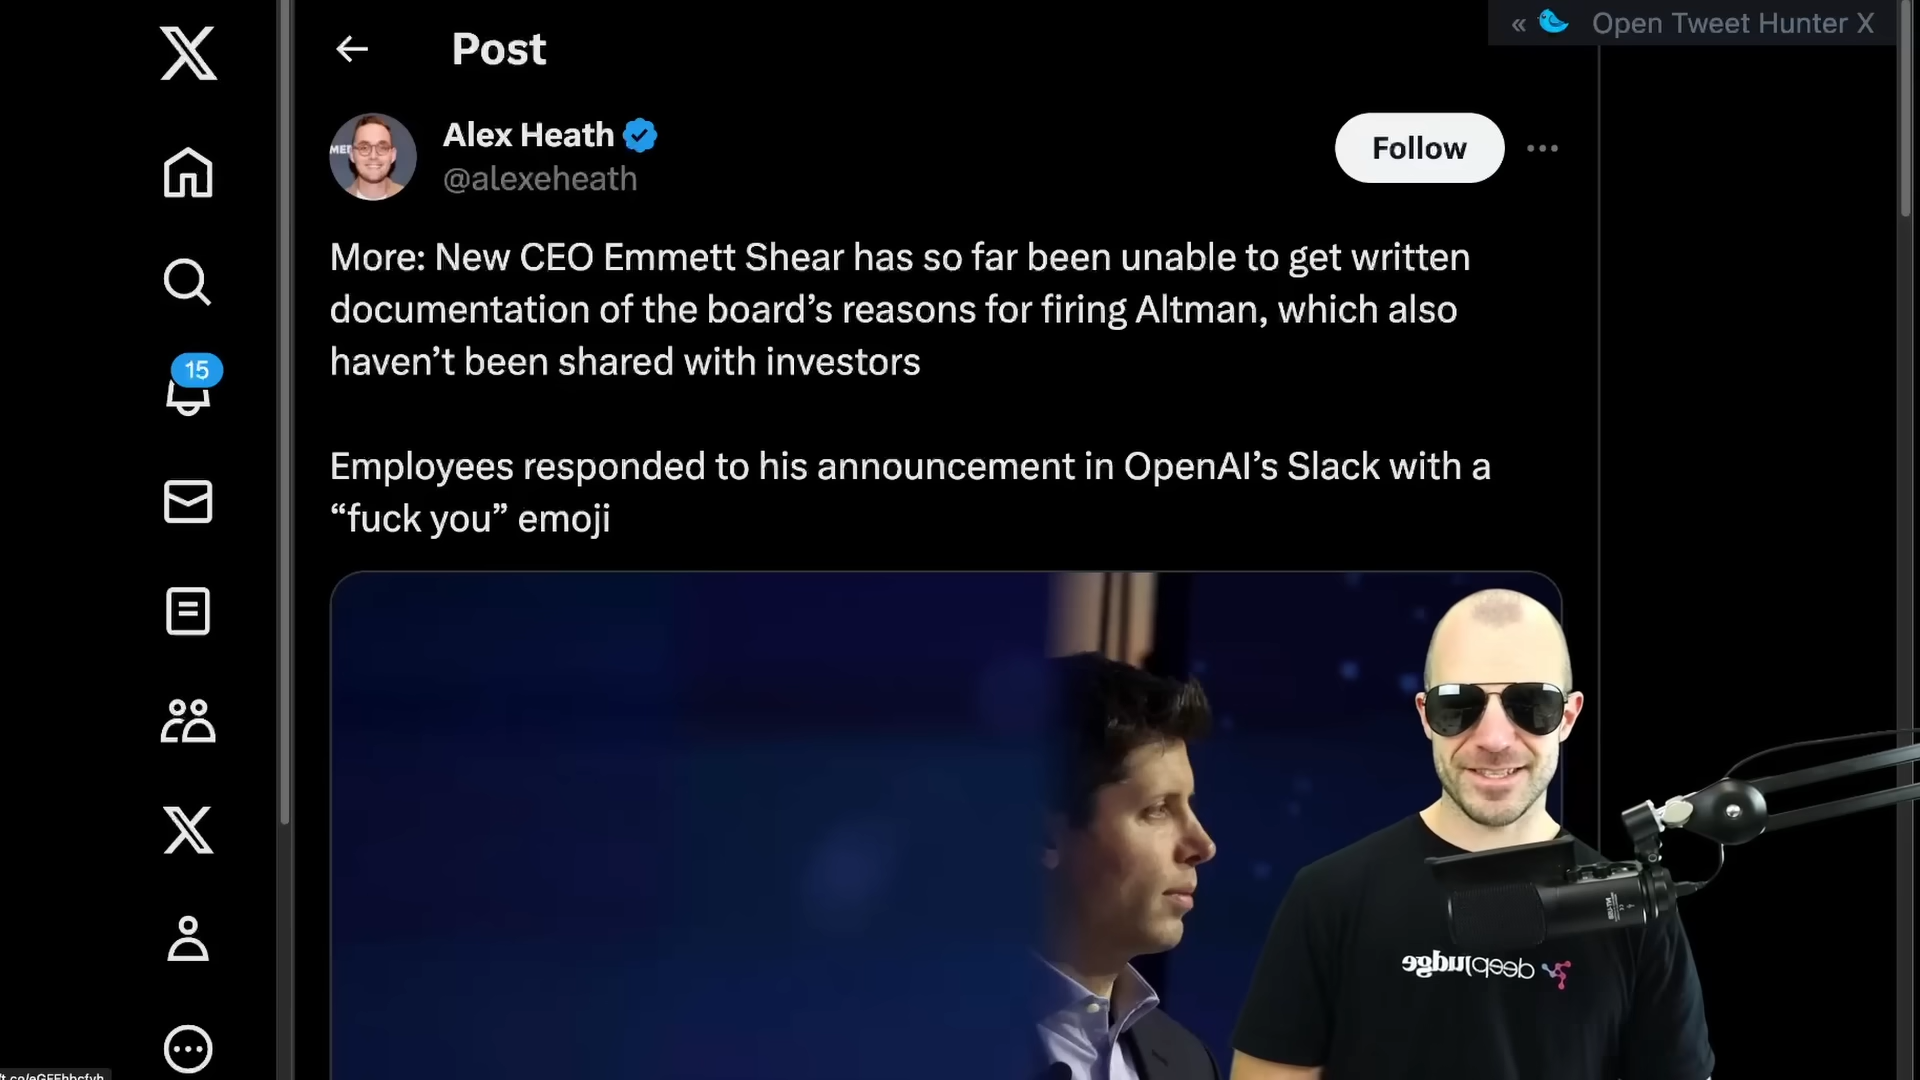 « Open Tweet Hunter X
Post
Alex Heath
@alexeheath
Follow
More: New CEO Emmett Shear has so far been unable to get written
documentation of the board’s reasons for firing Altman, which also
haven’t been shared with investors
Employees responded to his announcement in OpenAI’s Slack with a
“fuck you” emoji
15
deepjudge